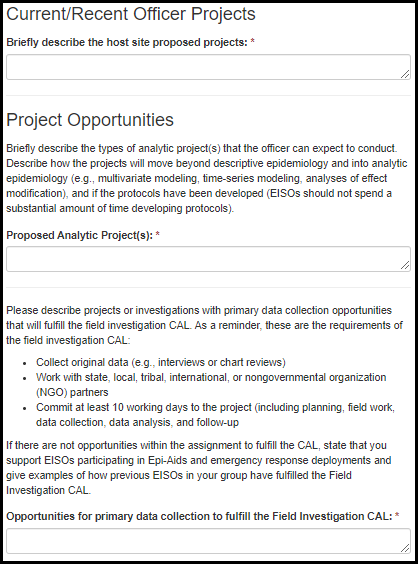 Current/Recent Officer Projects
Briefly describe the host site proposed projects: *
Project Opportunities
Briefly describe the types of analytic project(s) that the officer can expect to conduct.
Describe how the projects will move beyond descriptive epidemiology and into analytic
epidemiology (e.g., multivariate modeling, time-series modeling, analyses of effect
modification), and if the protocols have been developed (EISOs should not spend a
substantial amount of time developing protocols).
Proposed Analytic Project(s): *
Please describe projects or investigations with primary data collection opportunities
that will fulfill the field investigation CAL. As a reminder, these are the requirements of
the field investigation CAL:
• Collect original data (e.g., interviews or chart reviews)
• Work with state, local, tribal, international, or nongovernmental organization
(NGO) partners
• Commit at least 10 working days to the project (including planning, field work,
data collection, data analysis, and follow-up
If there are not opportunities within the assignment to fulfill the CAL, state that you
support EISOs participating in Epi-Aids and emergency response deployments and
give examples of how previous EISOs in your group have fulfilled the Field
Investigation CAL.
Opportunities for primary data collection to fulfill the Field Investigation CAL: *